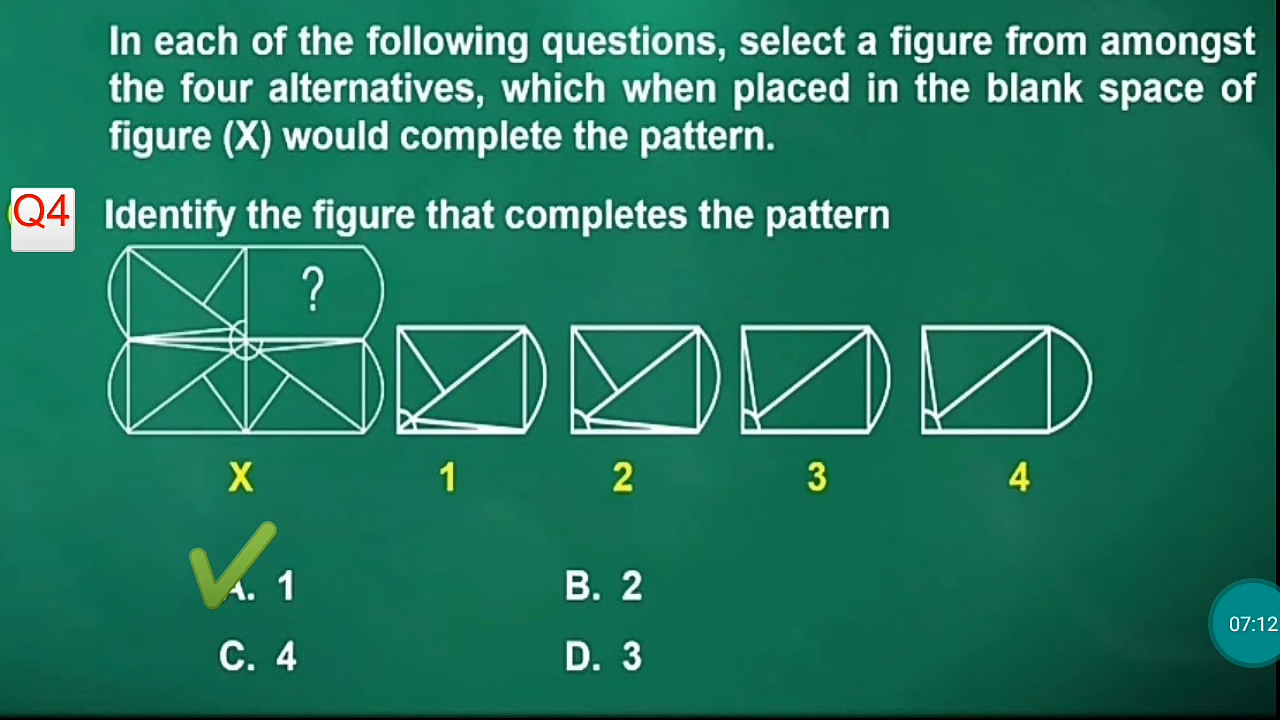 In each of the following questions, select a figure from amongst
the four alternatives, which when placed in the blank space of
figure (X) would complete the pattern.
Q4 Identify the figure that completes the pattern
?
X 1 2 3 4
A. 1 B. 2
C. 4 D. 3
07:12